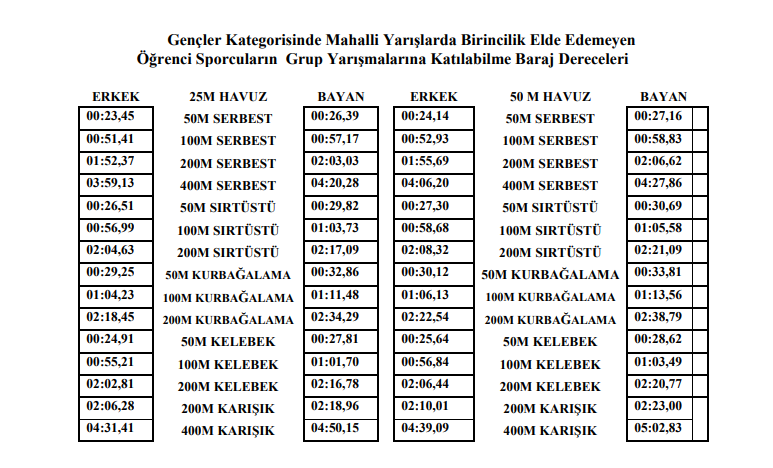 Gençler Kategorisinde Mahalli Yarışlarda Birincilik Elde Edemeyen
Öğrenci Sporcuların Grup Yarışmalarına Katılabilme Baraj Dereceleri
ERKEK 25M HAVUZ BAYAN ERKEK 50 M HAVUZ BAYAN
00:23,45 50M SERBEST 00:26,39 00:24,14 50M SERBEST 00:27,16
00:51,41 100M SERBEST 00:57,17 00:52,93 100M SERBEST 00:58,83
01:52,37 200M SERBEST 02:03,03 01:55,69 200M SERBEST 02:06,62
03:59,13 400M SERBEST 04:20,28 04:06,20 400M SERBEST 04:27,86
00:26,51 50M SIRTÜSTÜ 00:29,82 00:27,30 50M SIRTÜSTÜ 00:30,69
00:56,99 100M SIRTÜSTÜ 01:03,73 00:58,68 100M SIRTÜSTÜ 01:05,58
02:04,63 200M SIRTÜSTÜ 02:17,09 02:08,32 200M SIRTÜSTÜ 02:21,09
00:29,25 50M KURBAĞALAMA 00:32,86 00:30,12 50M KURBAĞALAMA 00:33,81
01:04,23 100M KURBAĞALAMA 01:11,48 01:06,13 100M KURBAĞALAMA 01:13,56
02:18,45 200M KURBAĞALAMA 02:34,29 02:22,54 200M KURBAĞALAMA 02:38,79
00:24,91 50M KELEBEK 00:27,81 00:25,64 50M KELEBEK 00:28,62
00:55,21 100M KELEBEK 01:01,70 00:56,84 100M KELEBEK 01:03,49
02:02,81 200M KELEBEK 02:16,78 02:06,44 200M KELEBEK 02:20,77
02:06,28 200M KARIŞIK 02:18,96 02:10,01 200M KARIŞIK 02:23,00
04:31,41 400M KARIŞIK 04:50,15 04:39,09 400M KARIŞIK 05:02,83